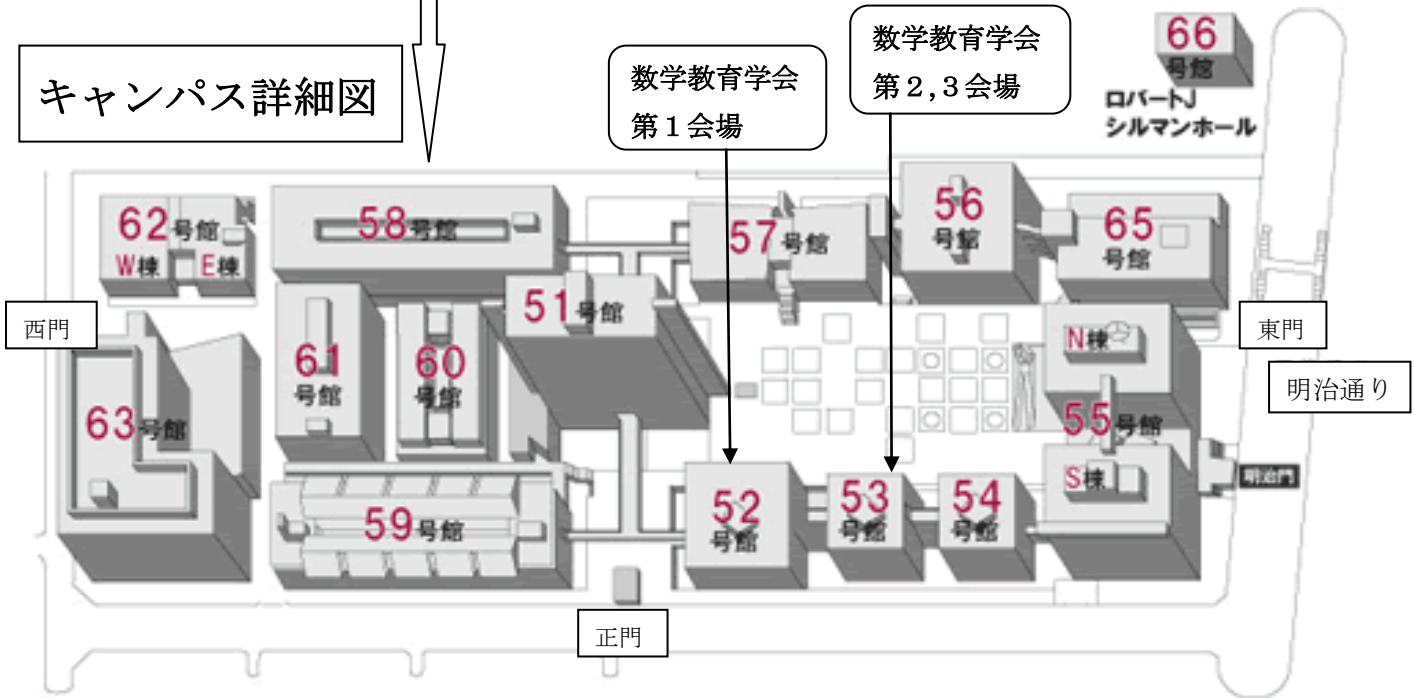 キャンパス詳細図
数学教育学会
第1会場
数学教育学会
第2,3会場
66
号館
ロバートJ
シルマンホール
62号館
W棟 E棟
58号館
57号館
56
号館
65
号館
51号館
西門
61
号館
60
号館
N棟
東門
明治通り
63号館
55号館
S棟
明治門
59号館
52
号館
53
号館
54
号館
正門